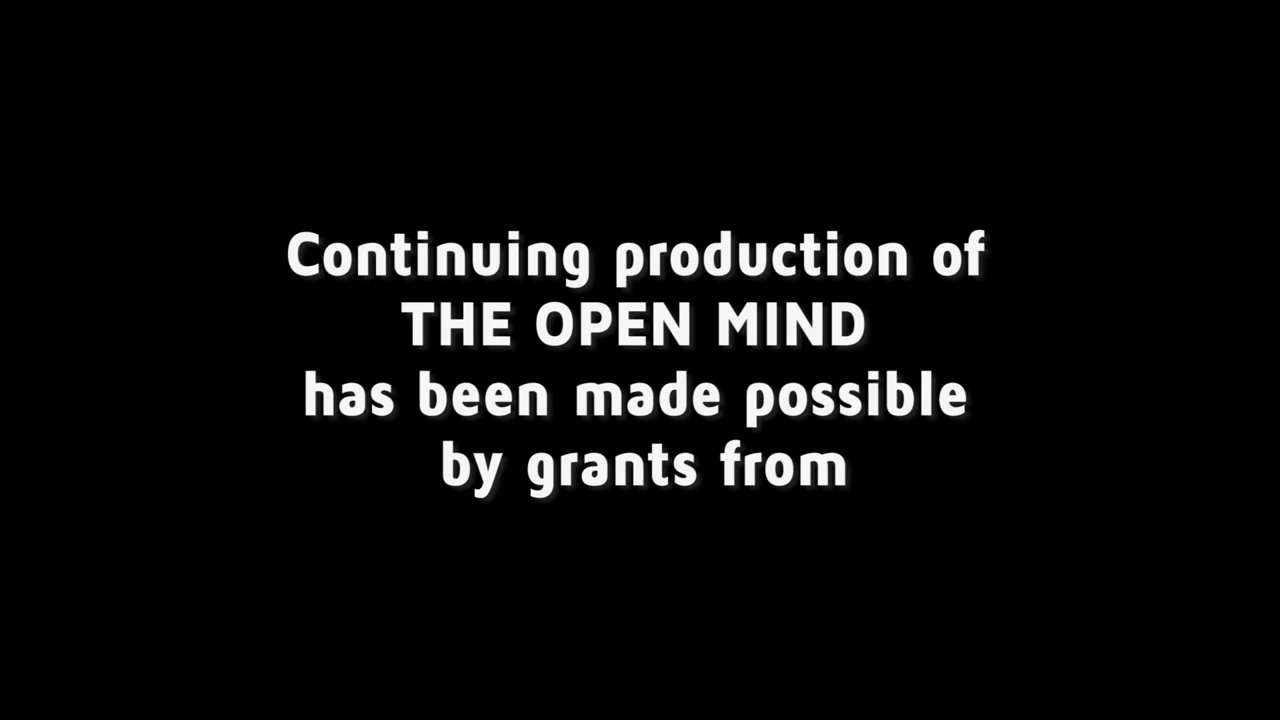 Continuing production of
THE OPEN MIND
has been made possible
by grants from